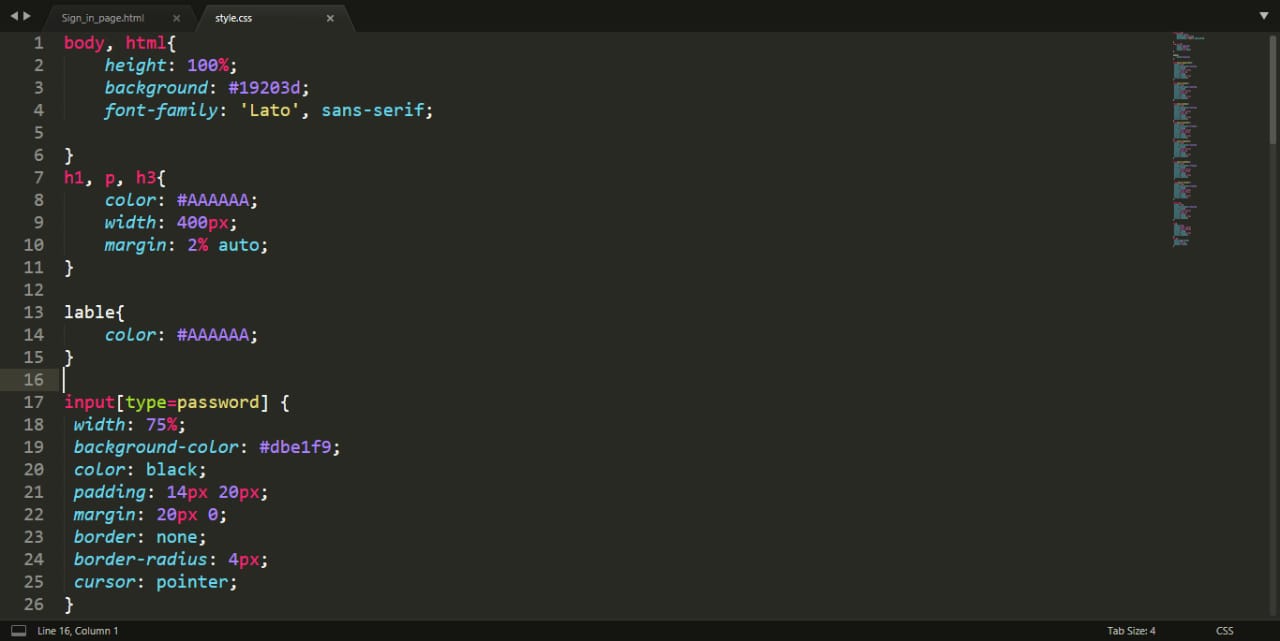 Sign_in_page.html × style.css ×
1 body, html{
2 height: 100%;
3 background: #19203d;
4 font-family: 'Lato', sans-serif;
5
6 }
7 h1, p, h3{
8 color: #AAAAAA;
9 width: 400px;
10 margin: 2% auto;
11 }
12
13 lable{
14 color: #AAAAAA;
15 }
16
17 input[type=password] {
18 width: 75%;
19 background-color: #dbe1f9;
20 color: black;
21 padding: 14px 20px;
22 margin: 20px 0;
23 border: none;
24 border-radius: 4px;
25 cursor: pointer;
26 }
Line 16, Column 1 Tab Size: 4 CSS